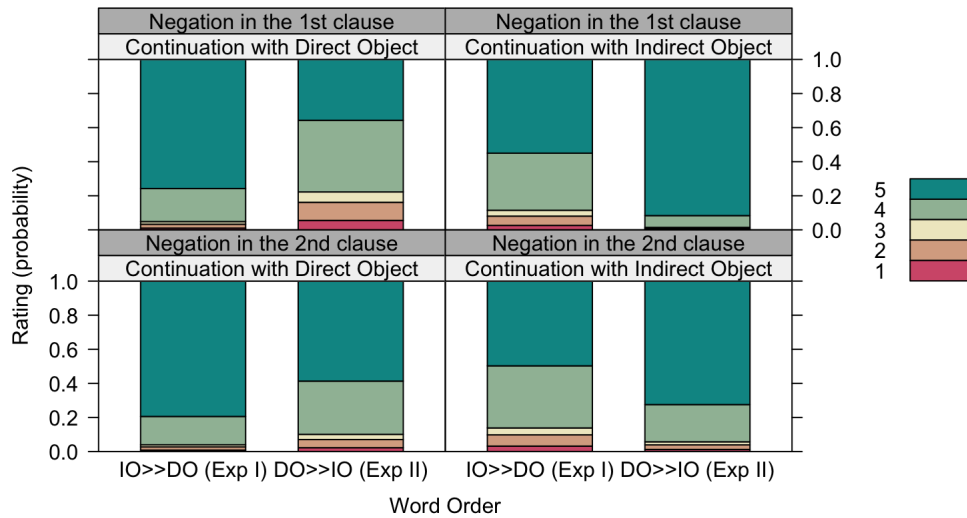 Negation in the 1st clause
Negation in the 1st clause
Continuation with Direct Object
Continuation with Indirect Object
1.0
0.8
0.6
0.4
0.2
0.0
Negation in the 2nd clause
Negation in the 2nd clause
Continuation with Direct Object
Continuation with Indirect Object
1.0
0.8
0.6
0.4
0.2
0.0
Rating (probability)
IO>>DO (Exp I)
DO>>IO (Exp II)
IO>>DO (Exp I)
DO>>IO (Exp II)
Word Order
5
4
3
2
1